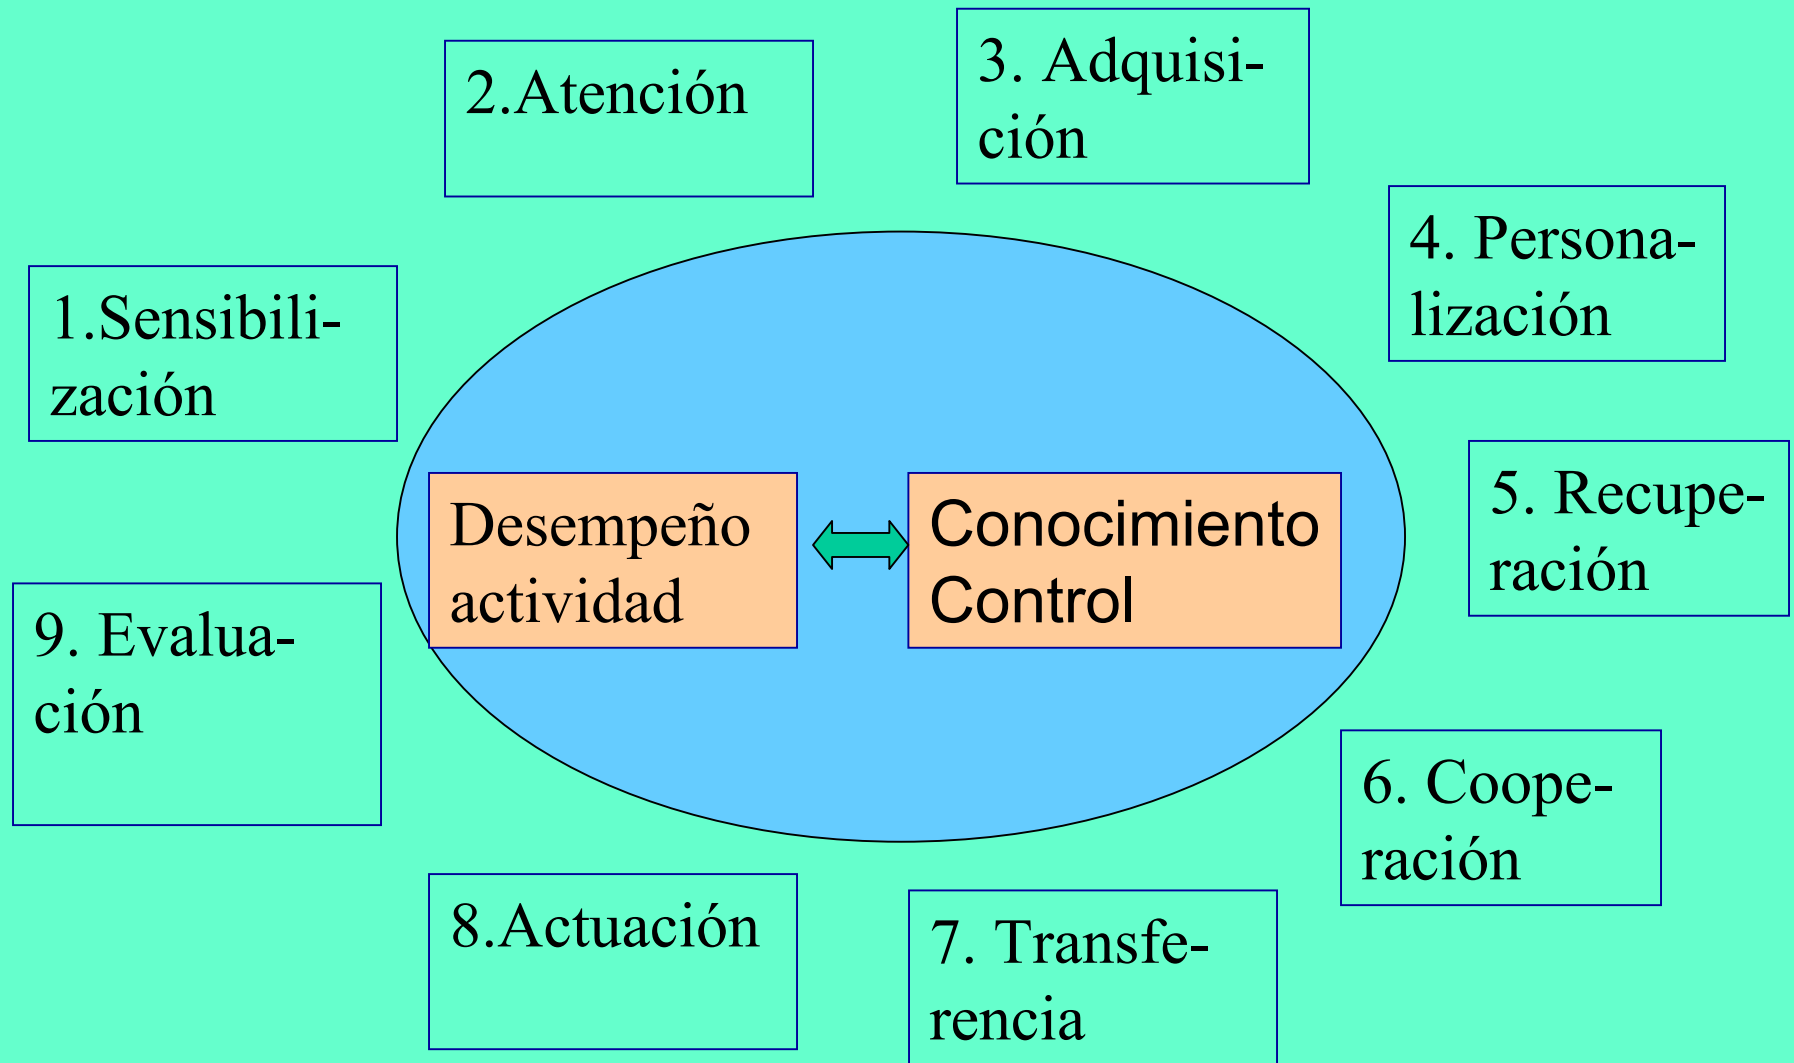 1.Sensibili-
zación
2.Atención
3. Adquisi-
ción
4. Persona-
lización
5. Recupe-
ración
6. Coope-
ración
7. Transfe-
rencia
8.Actuación
9. Evalua-
ción
Desempeño
actividad
Conocimiento
Control